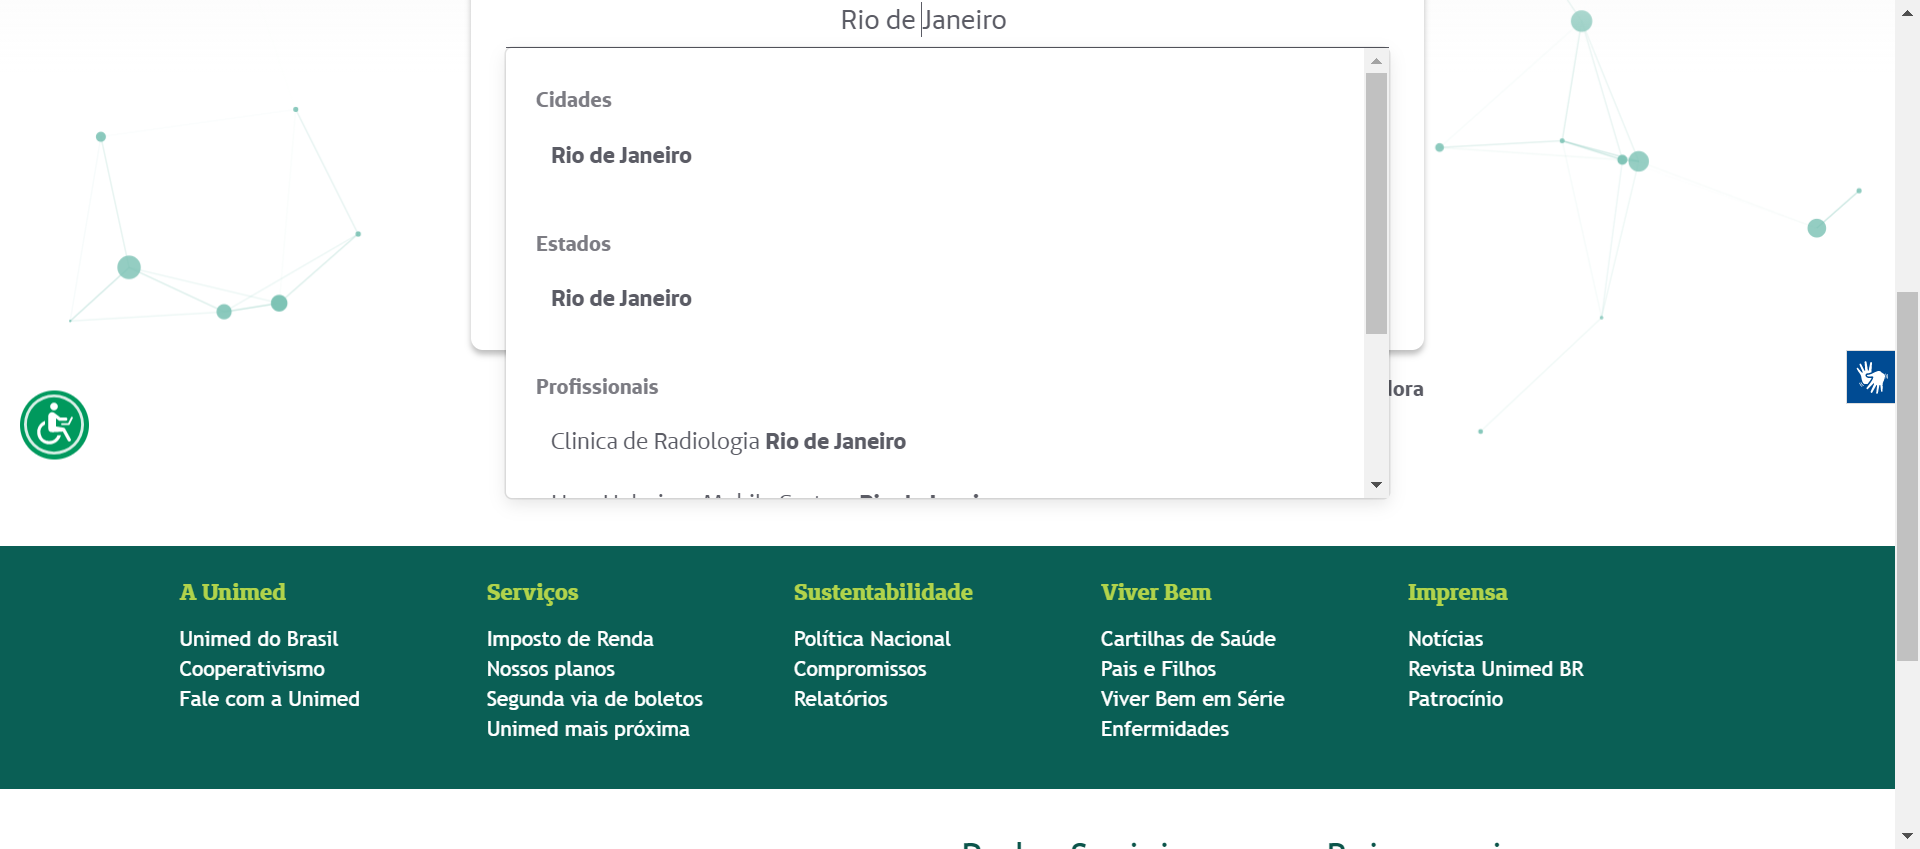 Rio de Janeiro
Cidades
Rio de Janeiro
Estados
Rio de Janeiro
Profissionais
Clinica de Radiologia Rio de Janeiro
A Unimed
Unimed do Brasil
Cooperativismo
Fale com a Unimed
Serviços
Imposto de Renda
Nossos planos
Segunda via de boletos
Unimed mais próxima
Sustentabilidade
Política Nacional
Compromissos
Relatórios
Viver Bem
Cartilhas de Saúde
Pais e Filhos
Viver Bem em Série
Enfermidades
Imprensa
Notícias
Revista Unimed BR
Patrocínio